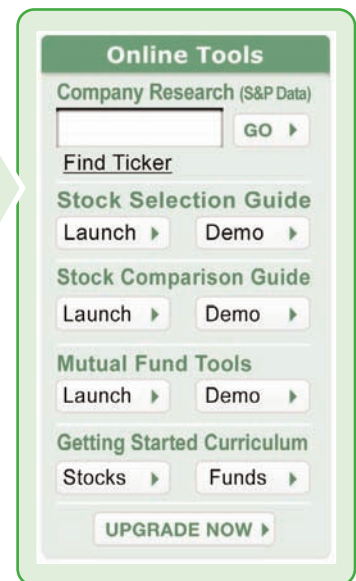 Online Tools
Company Research (S&P Data)
GO
Find Ticker
Stock Selection Guide
Launch Demo
Stock Comparison Guide
Launch Demo
Mutual Fund Tools
Launch Demo
Getting Started Curriculum
Stocks Funds
UPGRADE NOW